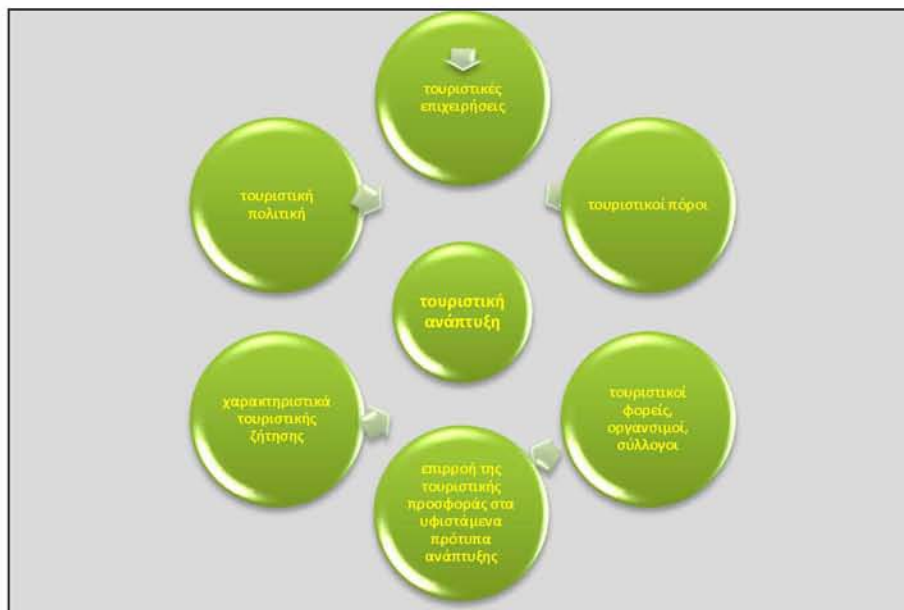 τουριστικές
επιχειρήσεις
τουριστική
πολιτική
τουριστικοί πόροι
τουριστική
ανάπτυξη
χαρακτηριστικά
τουριστικής
ζήτησης
τουριστικοί
φορείς,
οργανσιμοί,
σύλλογοι
επιρροή της
τουριστικής
προσφοράς στα
υφιστάμενα
πρότυπα
ανάπτυξης